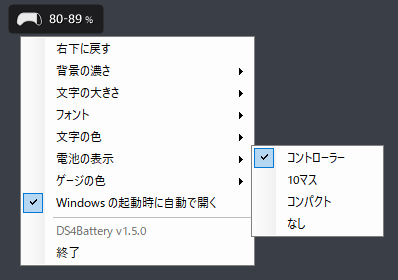 80-89 %
右下に戻す
背景の濃さ
文字の大きさ
フォント
文字の色
電池の表示
ゲージの色
Windows の起動時に自動で開く
DS4Battery v1.5.0
終了
コントローラー
10マス
コンパクト
なし